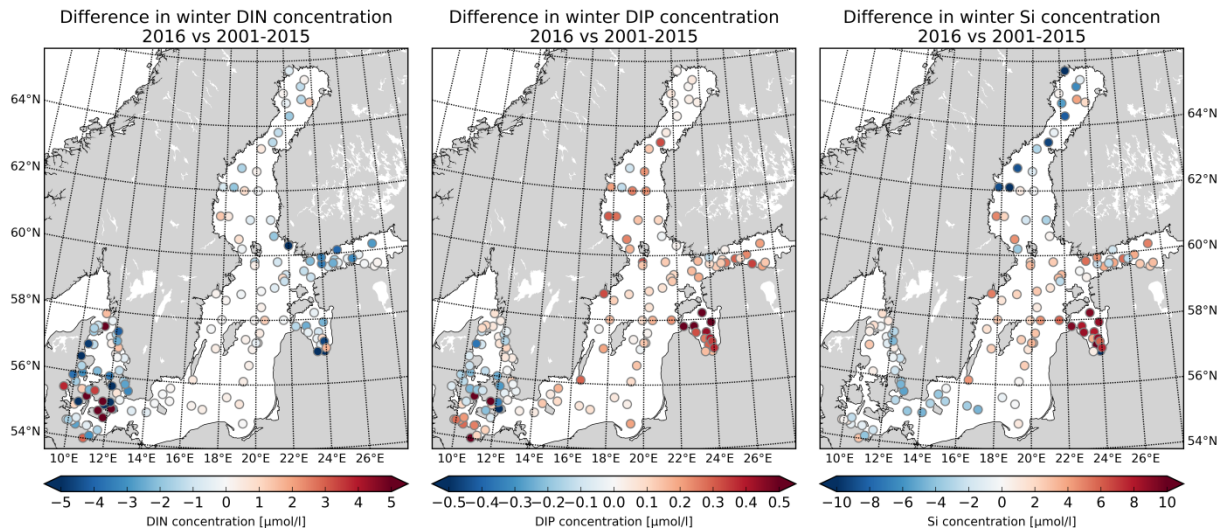 Difference in winter DIN concentration
2016 vs 2001-2015
Difference in winter DIP concentration
2016 vs 2001-2015
Difference in winter Si concentration
2016 vs 2001-2015
64°N
62°N
60°N
58°N
56°N
54°N
64°N
62°N
60°N
58°N
56°N
54°N
10°E 12°E 14°E 16°E 18°E 20°E 22°E 24°E 26°E
10°E 12°E 14°E 16°E 18°E 20°E 22°E 24°E 26°E
10°E 12°E 14°E 16°E 18°E 20°E 22°E 24°E 26°E
−5 −4 −3 −2 −1 0 1 2 3 4 5
DIN concentration [µmol/l]
−0.5 −0.4 −0.3 −0.2 −0.1 0.0 0.1 0.2 0.3 0.4 0.5
DIP concentration [µmol/l]
−10 −8 −6 −4 −2 0 2 4 6 8 10
Si concentration [µmol/l]